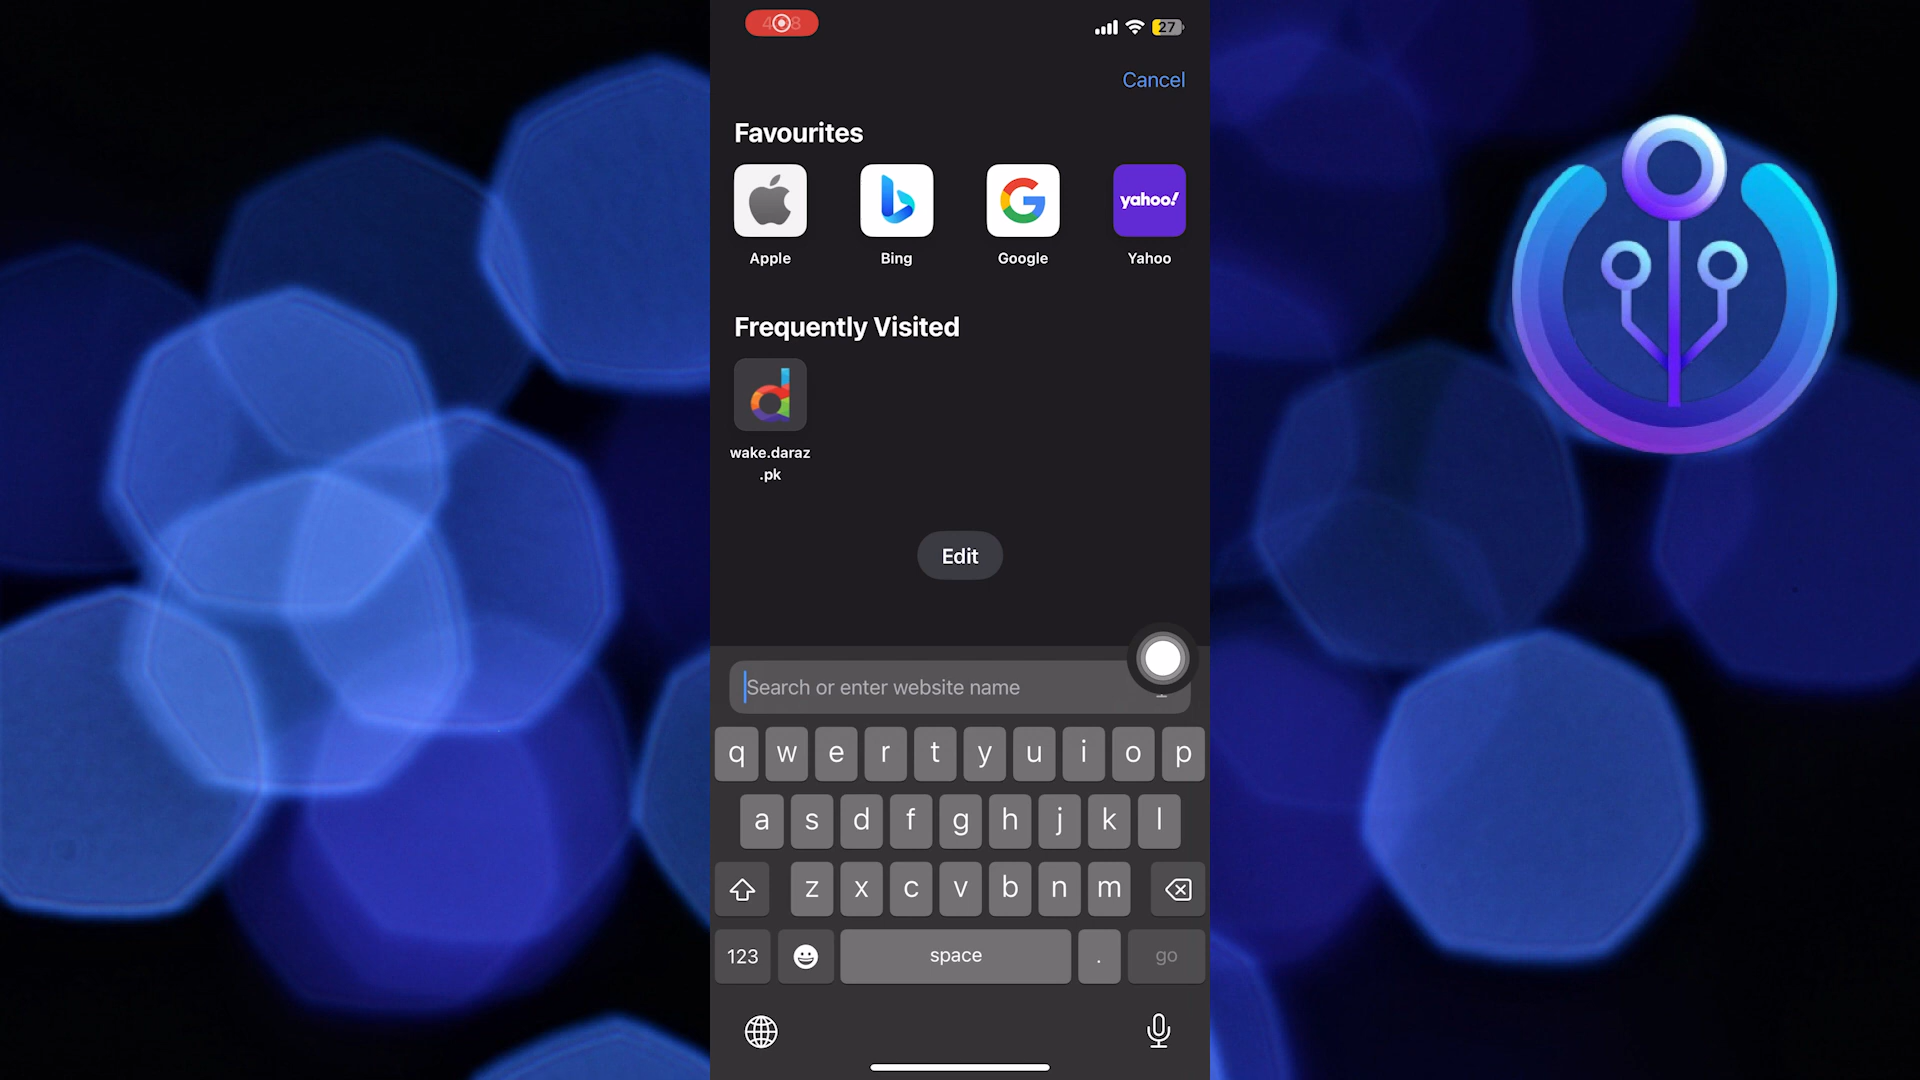 27
Cancel
Favourites
yahoo!
Apple
Bing
Google
Yahoo
Frequently Visited
wake.daraz
.pk
Edit
Search or enter website name
q w e r t y u i o p
a s d f g h j k l
z x c v b n m
123
space
.
go